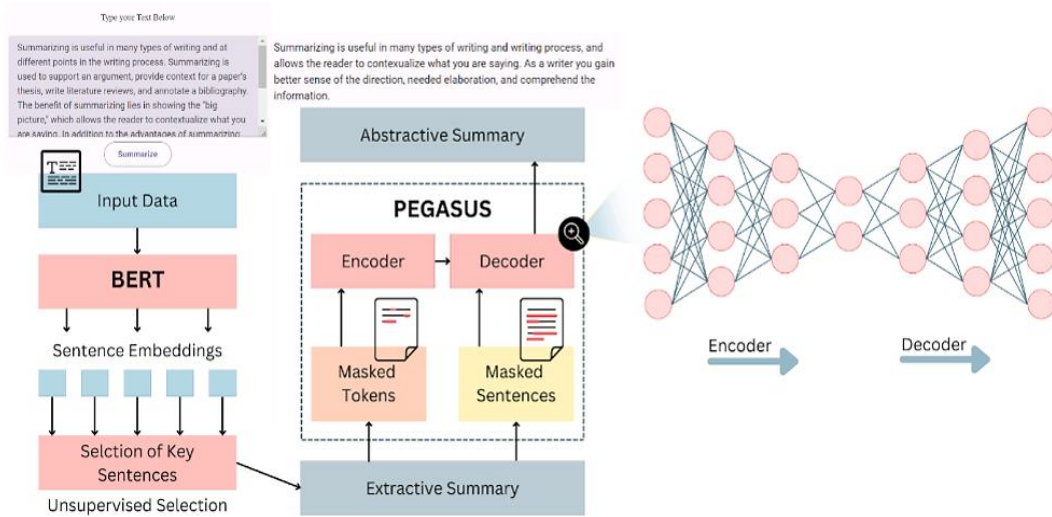 Type your Text Below
Summarizing is useful in many types of writing and at
different points in the writing process. Summarizing is
used to support an argument, provide context for a paper's
thesis, write literature reviews, and annotate a bibliography.
The benefit of summarizing lies in showing the "big
picture," which allows the reader to contextualize what you
are saying. In addition to the advantages of summarizing
Summarize
Summarizing is useful in many types of writing and writing process, and
allows the reader to contexualize what you are saying. As a writer you gain
better sense of the direction, needed elaboration, and comprehend the
information.
T
Input Data
BERT
Sentence Embeddings
Selction of Key
Sentences
Unsupervised Selection
Abstractive Summary
PEGASUS
Encoder
Decoder
Masked
Tokens
Masked
Sentences
Extractive Summary
Encoder
Decoder